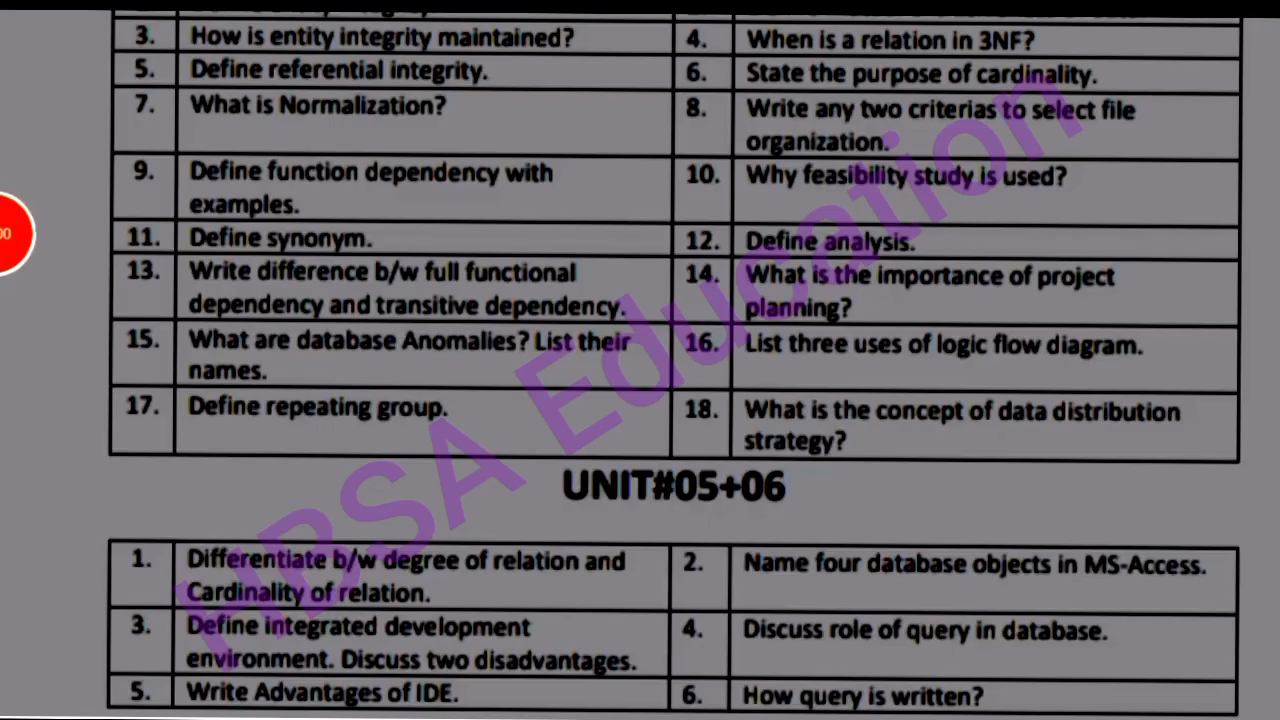 3. How is entity integrity maintained? 4. When is a relation in 3NF?
5. Define referential integrity. 6. State the purpose of cardinality.
7. What is Normalization? 8. Write any two criterias to select file
organization.
9. Define function dependency with
examples. 10. Why feasibility study is used?
11. Define synonym. 12. Define analysis.
13. Write difference b/w full functional
dependency and transitive dependency. 14. What is the importance of project
planning?
15. What are database Anomalies? List their
names. 16. List three uses of logic flow diagram.
17. Define repeating group. 18. What is the concept of data distribution
strategy?
UNIT#05+06
1. Differentiate b/w degree of relation and
Cardinality of relation. 2. Name four database objects in MS-Access.
3. Define integrated development
environment. Discuss two disadvantages. 4. Discuss role of query in database.
5. Write Advantages of IDE. 6. How query is written?
HBSA Education
00